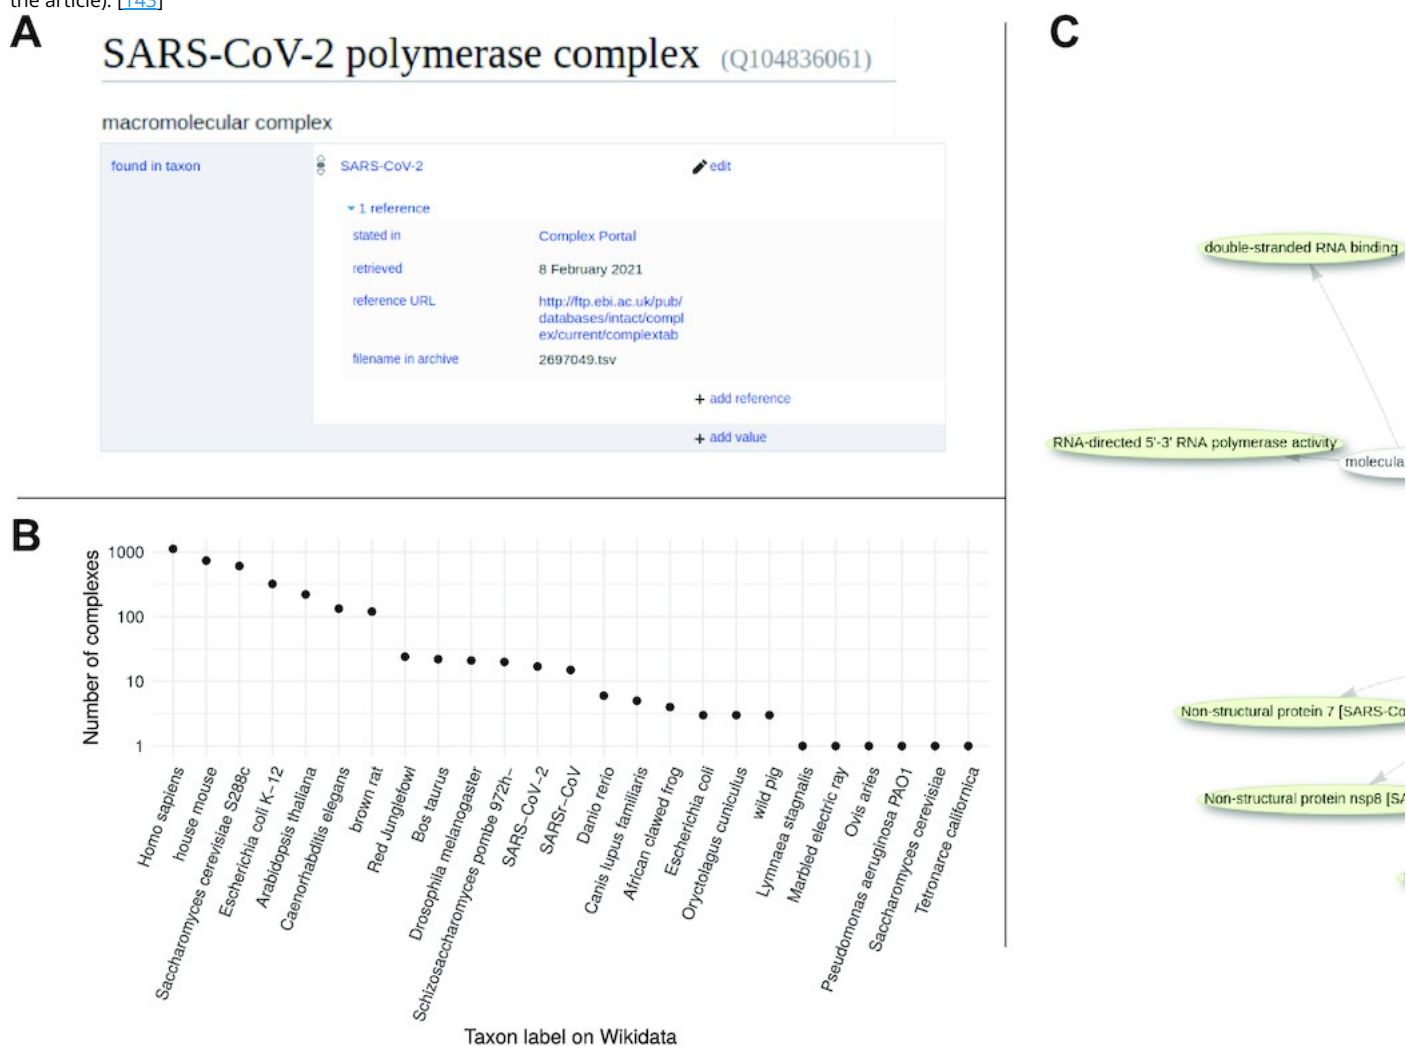 the article). [143]
A
SARS-CoV-2 polymerase complex (Q104836061)
macromolecular complex
found in taxon
SARS-CoV-2
edit
1 reference
stated in
Complex Portal
retrieved
8 February 2021
reference URL
http://ftp.ebi.ac.uk/pub/
databases/intact/compl
ex/current/complextab
filename in archive
2697049.tsv
+ add reference
+ add value
B
Number of complexes
1000
100
10
1
Homo sapiens
house mouse
Saccharomyces cerevisiae S288c
Escherichia coli K-12
Arabidopsis thaliana
Caenorhabditis elegans
brown rat
Red Junglefowl
Bos taurus
Drosophila melanogaster
Schizosaccharomyces pombe 972h-
SARS-CoV-2
SARSr-CoV
Danio rerio
Canis lupus familiaris
African clawed frog
Escherichia coli
Oryctolagus cuniculus
wild pig
Lymnaea stagnalis
Marbled electric ray
Ovis aries
Pseudomonas aeruginosa PAO1
Saccharomyces cerevisiae
Tetronarce californica
Taxon label on Wikidata
C
double-stranded RNA binding
RNA-directed 5'-3' RNA polymerase activity
molecula
Non-structural protein 7 [SARS-Co
Non-structural protein nsp8 [SA